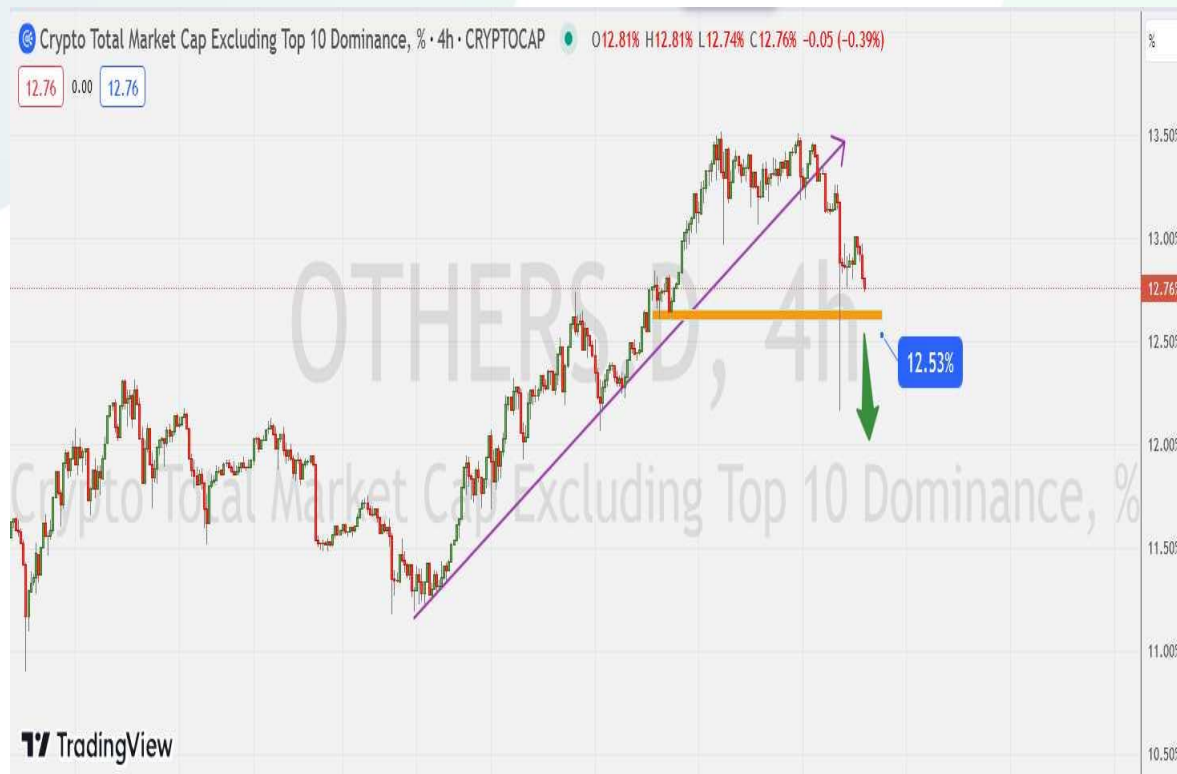 Crypto Total Market Cap Excluding Top 10 Dominance, % · 4h · CRYPTOCAP O12.81% H12.81% L12.74% C12.76% -0.05 (-0.39%)
%
12.76 0.00 12.76
13.50%
13.00%
OTHERS.D, 4h
12.76%
12.50%
12.53%
12.00%
Crypto Total Market Cap Excluding Top 10 Dominance, %
11.50%
11.00%
TradingView
10.50%